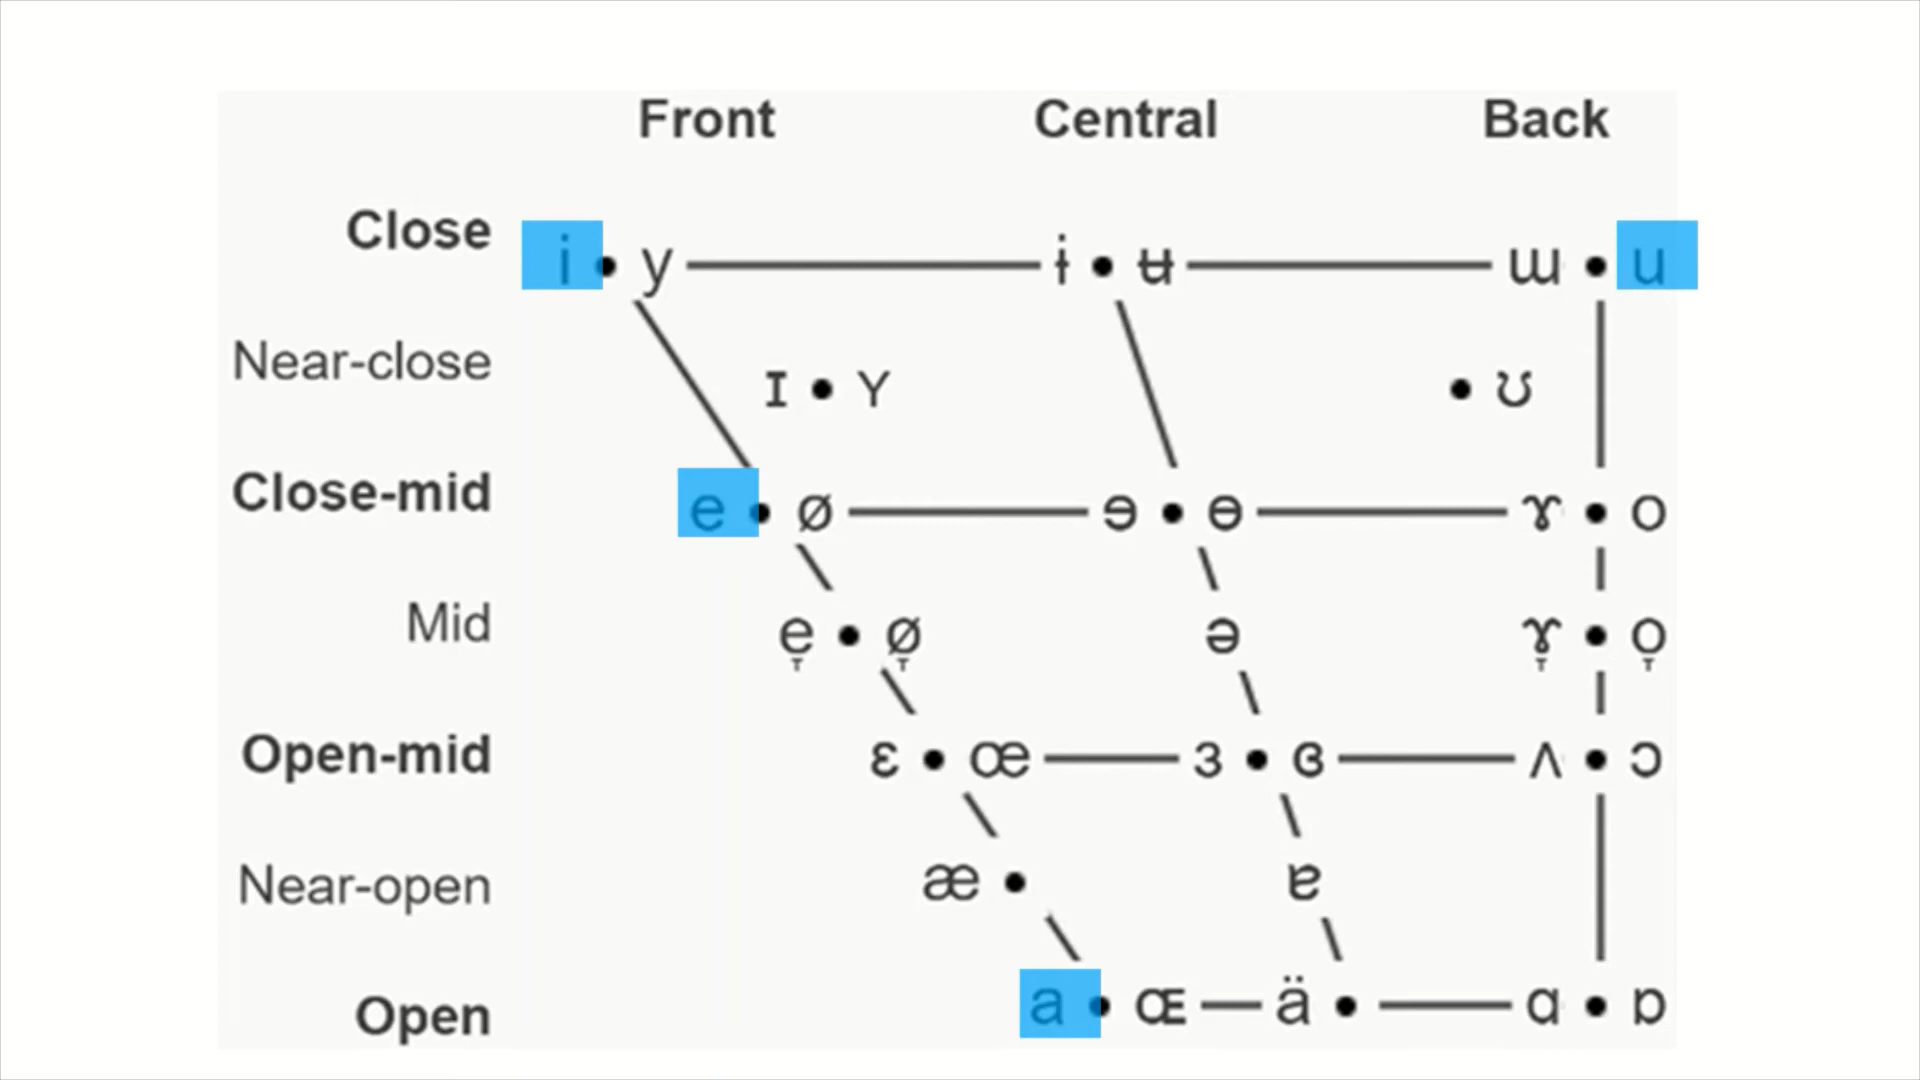 Front Central Back
Close i • y ɨ • ʉ ɯ • u
Near-close ɪ • ʏ • ʊ
Close-mid e • ø ɘ • ɵ ɤ • o
Mid e̞ • ø̞ ə ɤ̞ • o̞
Open-mid ɛ • œ ɜ • ɞ ʌ • ɔ
Near-open æ • ɐ
Open a • ɶ ä • ɑ • ɒ